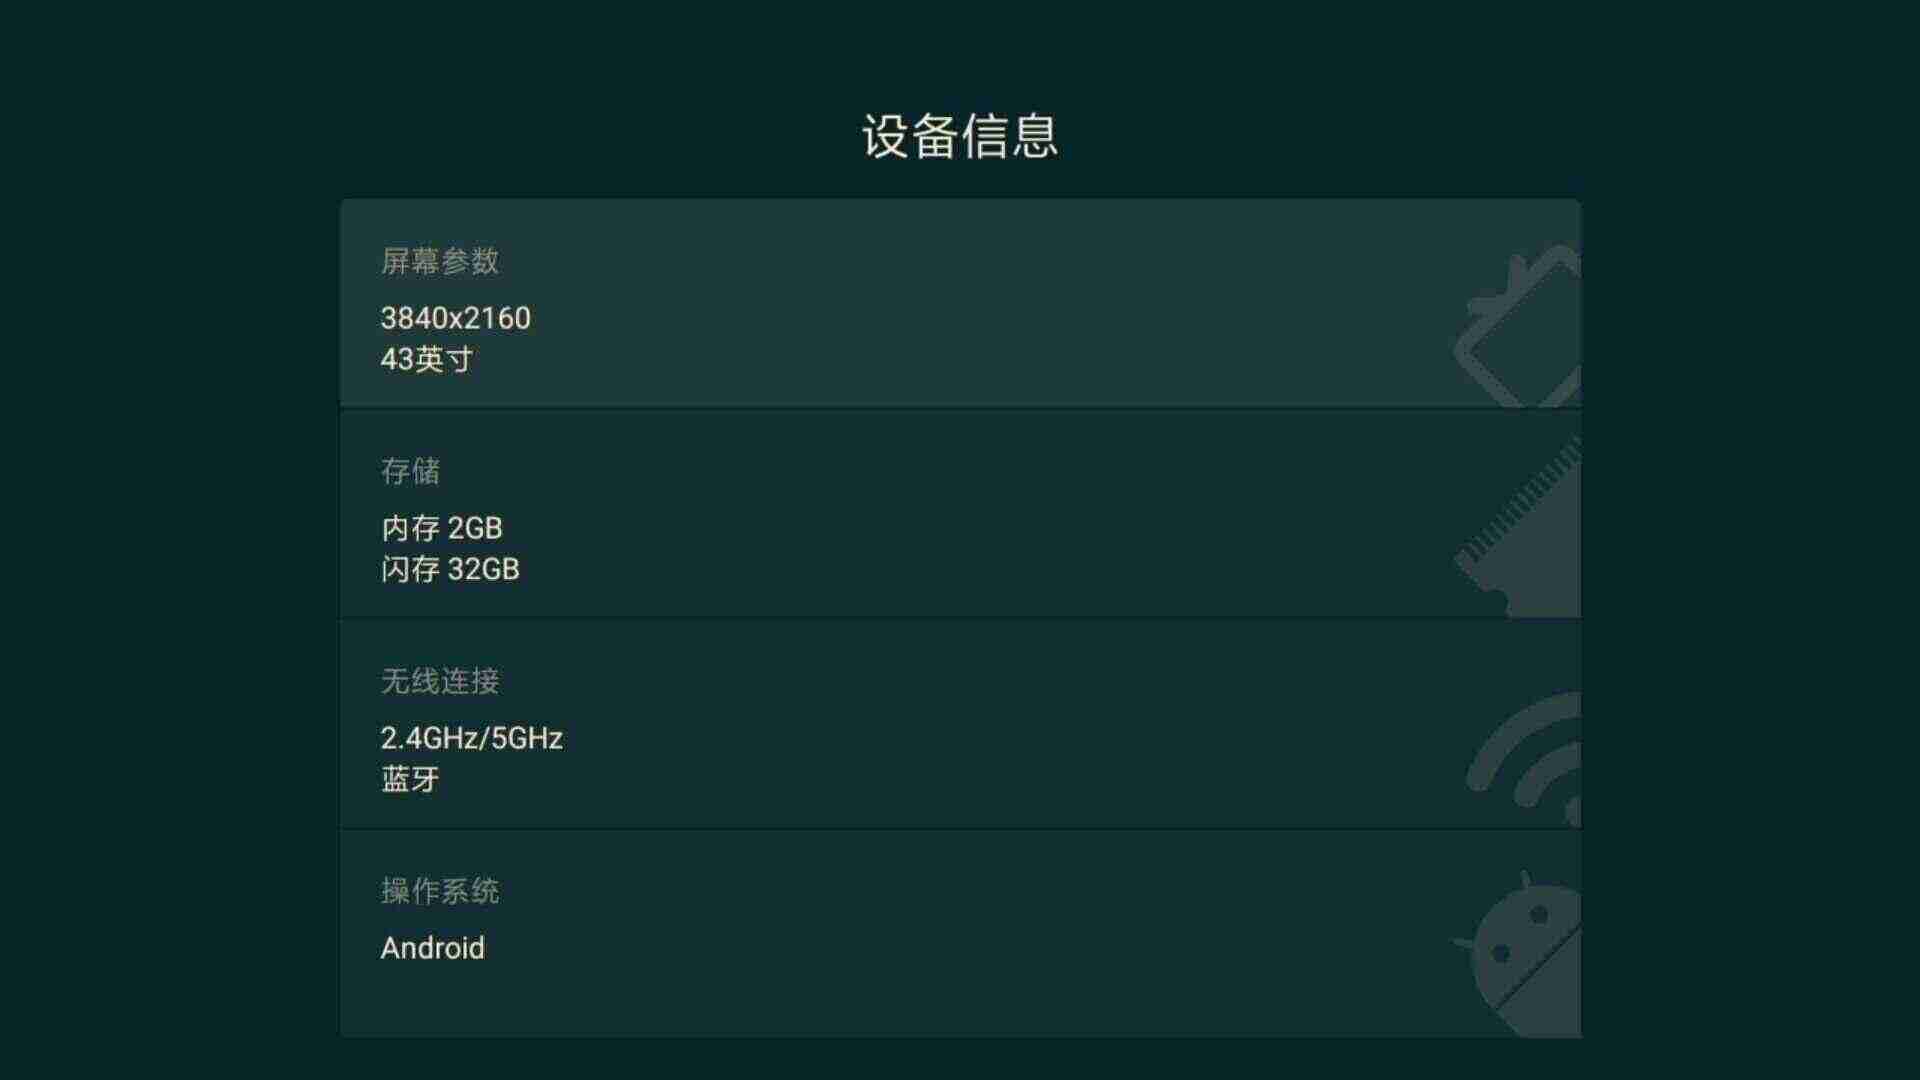 设备信息
屏幕参数
3840x2160
43英寸
存储
内存 2GB
闪存 32GB
无线连接
2.4GHz/5GHz
蓝牙
操作系统
Android